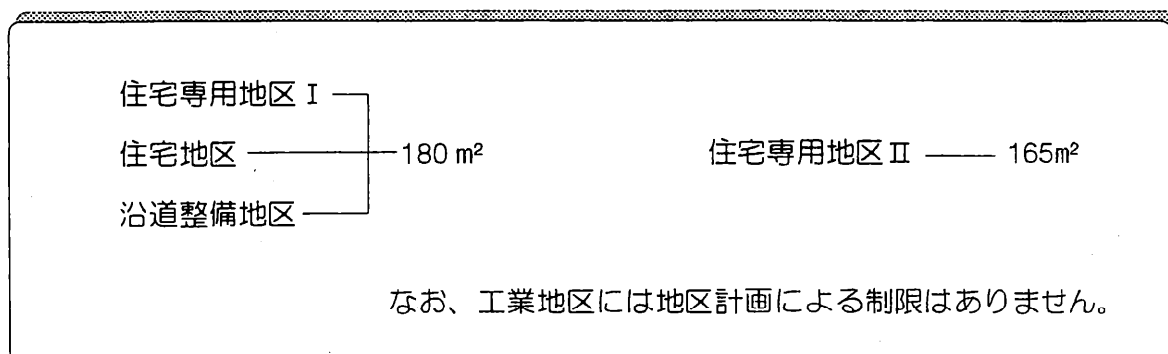 住宅専用地区Ⅰ
住宅地区
沿道整備地区
180 m²
住宅専用地区Ⅱ 165m²
なお、工業地区には地区計画による制限はありません。